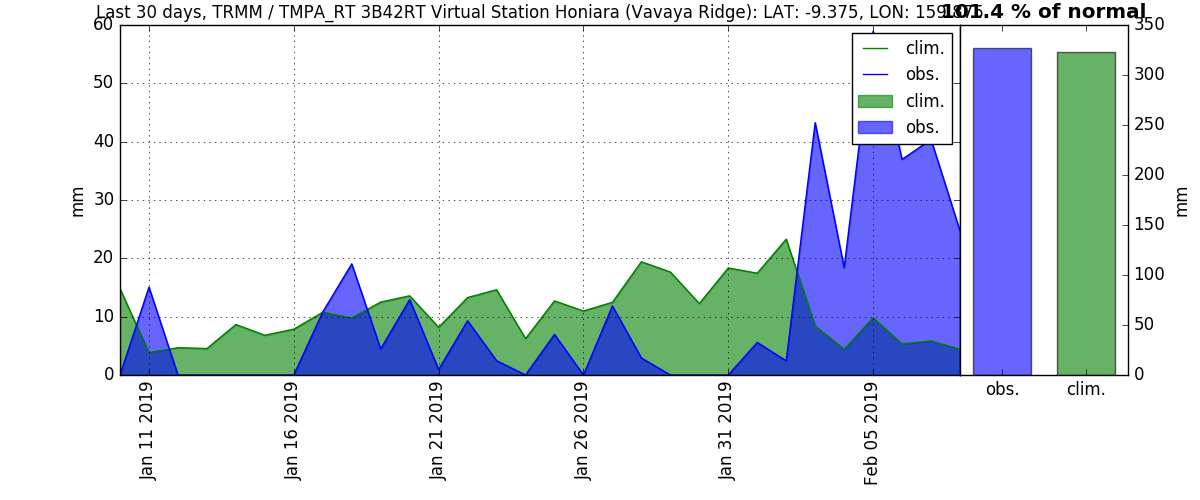 Last 30 days, TRMM / TMPA_RT 3B42RT Virtual Station Honiara (Vavaya Ridge): LAT: -9.375, LON:
101.4 % of normal
60
50
40
30
20
10
0
mm
clim.
obs.
clim.
obs.
350
300
250
200
150
100
50
0
mm
obs.
clim.
Jan 11 2019
Jan 16 2019
Jan 21 2019
Jan 26 2019
Jan 31 2019
Feb 05 2019